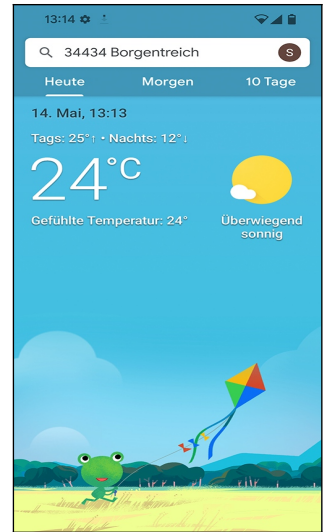 13:14
34434 Borgentreich
S
Heute Morgen 10 Tage
14. Mai, 13:13
Tags: 25°↑ • Nachts: 12°↓
24°C
Gefühlte Temperatur: 24°
Überwiegend
sonnig